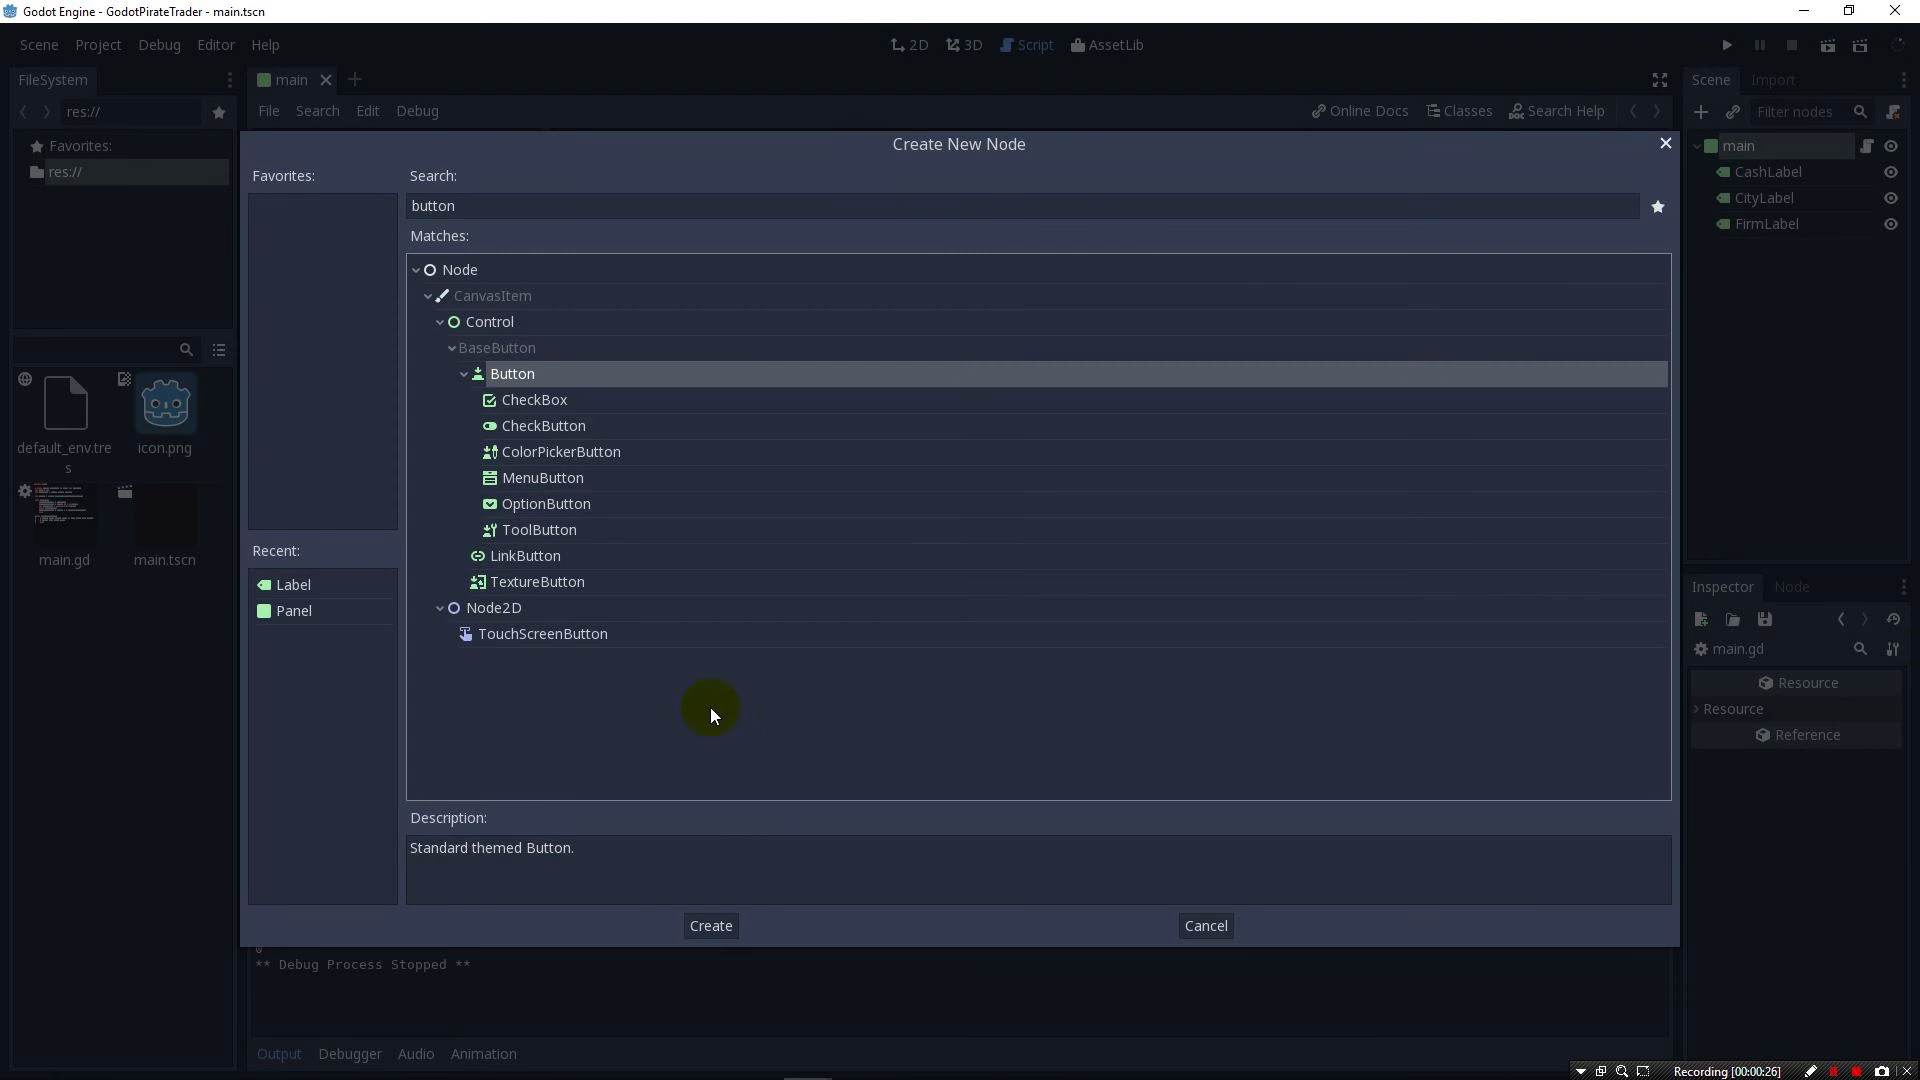 Godot Engine - GodotPirateTrader - main.tscn
Scene Project Debug Editor Help
2D 3D Script AssetLib
FileSystem
main
Scene Import
res://
File Search Edit Debug
Online Docs Classes Search Help
Filter nodes
Create New Node
Favorites:
res://
main
CashLabel
CityLabel
FirmLabel
Favorites:
Search:
button
Matches:
Node
CanvasItem
Control
BaseButton
Button
CheckBox
CheckButton
ColorPickerButton
MenuButton
OptionButton
ToolButton
LinkButton
TextureButton
Node2D
TouchScreenButton
default_env.tre
s
icon.png
main.gd
main.tscn
Recent:
Label
Panel
Inspector Node
main.gd
Resource
Resource
Reference
Description:
Standard themed Button.
Create
Cancel
** Debug Process Stopped **
Output Debugger Audio Animation
Recording [00:00:26]